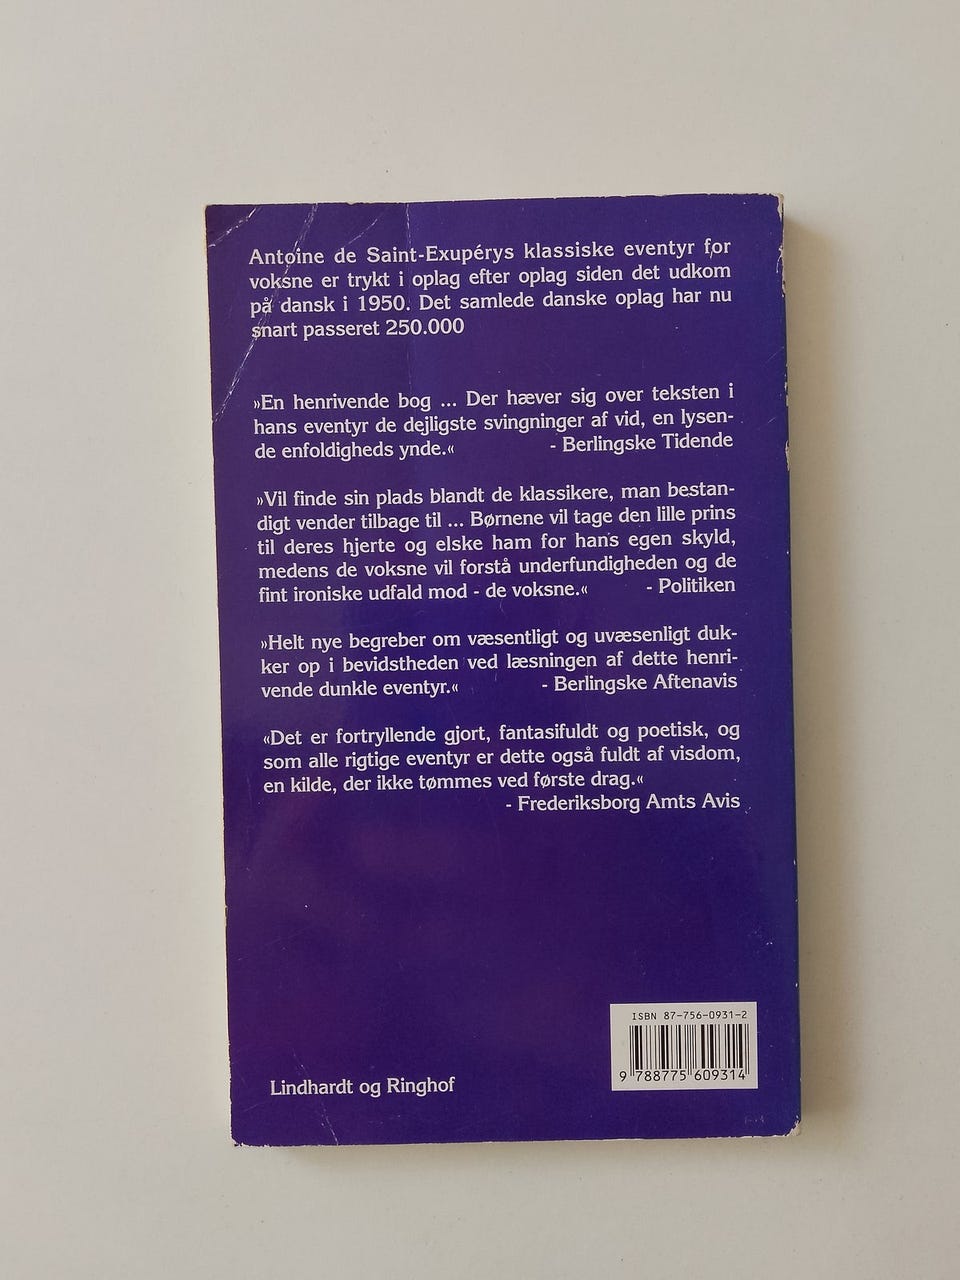 Antoine de Saint-Exupérys klassiske eventyr for
voksne er trykt i oplag efter oplag siden det udkom
på dansk i 1950. Det samlede danske oplag har nu
snart passeret 250.000
»En henrivende bog ... Der hæver sig over teksten i
hans eventyr de dejligste svingninger af vid, en lysen-
de enfoldigheds ynde.« - Berlingske Tidende
»Vil finde sin plads blandt de klassikere, man bestan-
digt vender tilbage til ... Børnene vil tage den lille prins
til deres hjerte og elske ham for hans egen skyld,
medens de voksne vil forstå underfundigheden og de
fint ironiske udfald mod - de voksne.« - Politiken
»Helt nye begreber om væsentligt og uvæsenligt duk-
ker op i bevidstheden ved læsningen af dette henri-
vende dunkle eventyr.« - Berlingske Aftenavis
«Det er fortryllende gjort, fantasifuldt og poetisk, og
som alle rigtige eventyr er dette også fuldt af visdom,
en kilde, der ikke tømmes ved første drag.«
- Frederiksborg Amts Avis
ISBN 87-756-0931-2
9 788775 609314
Lindhardt og Ringhof